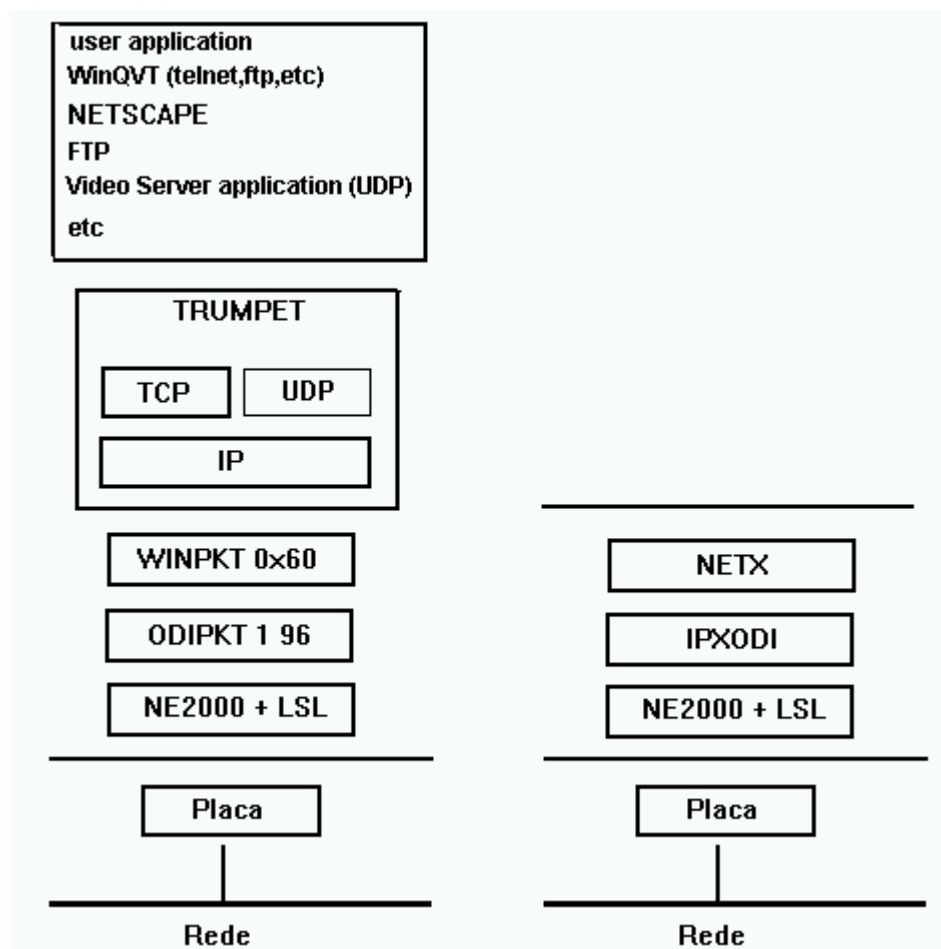 user application
WinQVT (telnet,ftp,etc)
NETSCAPE
FTP
Video Server application (UDP)
etc
TRUMPET
TCP
UDP
IP
WINPKT 0x60
ODIPKT 1 96
NE2000 + LSL
Placa
Rede
NETX
IPXODI
NE2000 + LSL
Placa
Rede